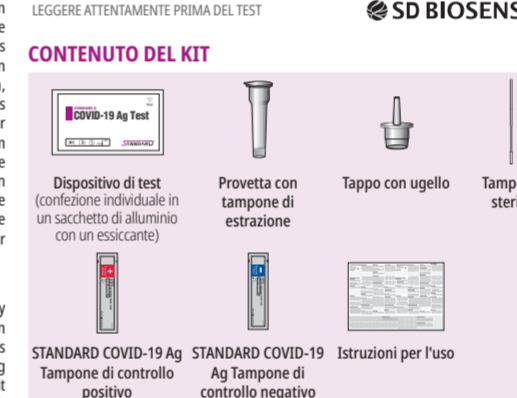 LEGGERE ATTENTAMENTE PRIMA DEL TEST
SD BIOSENS
CONTENUTO DEL KIT
COVID-19 Ag Test
STANDARD
Dispositivo di test
(confezione individuale in
un sacchetto di alluminio
con un essiccante)
Provetta con
tampone di
estrazione
Tappo con ugello
Tamp
steri
STANDARD COVID-19 Ag
Tampone di controllo
positivo
STANDARD COVID-19
Ag Tampone di
controllo negativo
Istruzioni per l'uso